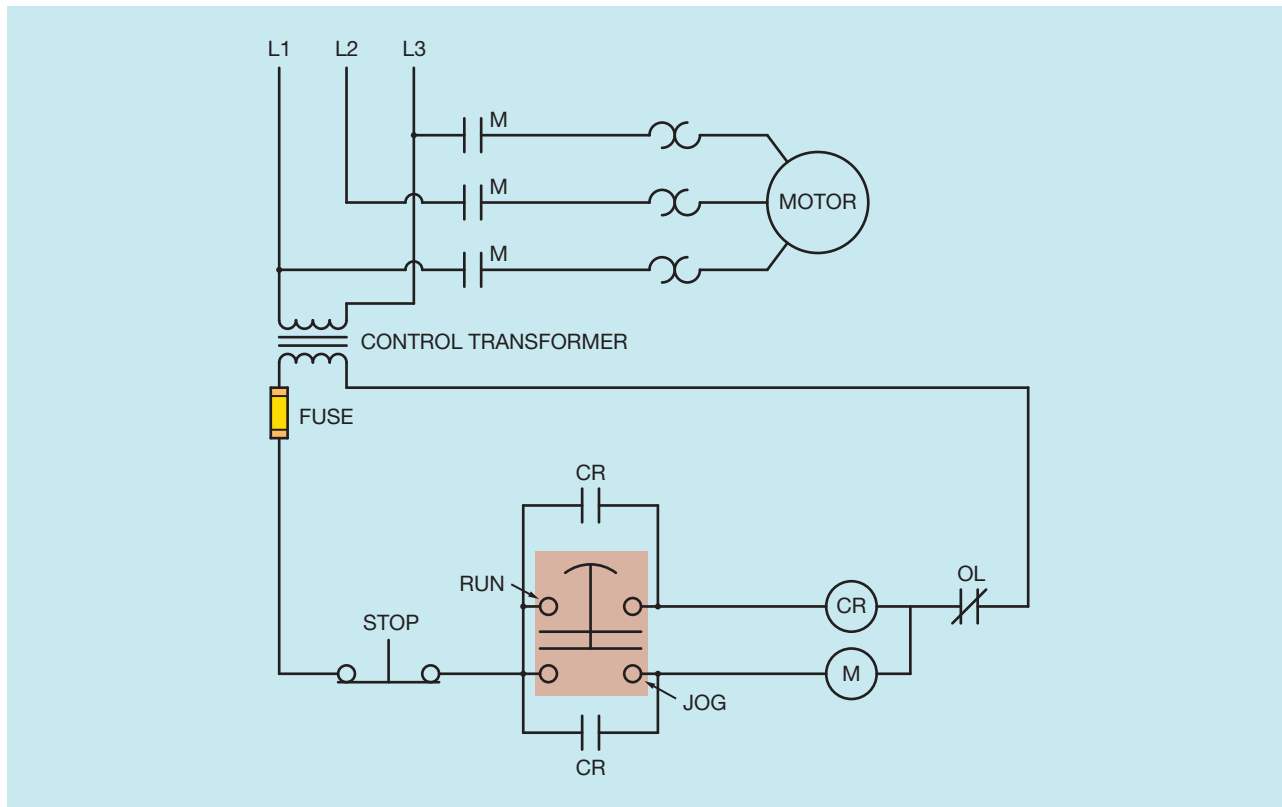 L1 L2 L3
M
M
MOTOR
M
CONTROL TRANSFORMER
FUSE
CR
RUN
OL
CR
STOP
M
JOG
CR